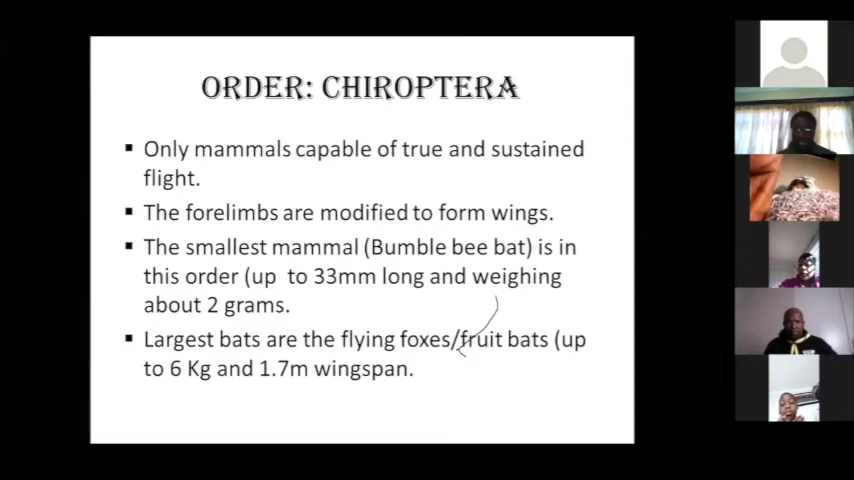 ORDER: CHIROPTERA
▪ Only mammals capable of true and sustained
flight.
▪ The forelimbs are modified to form wings.
▪ The smallest mammal (Bumble bee bat) is in
this order (up to 33mm long and weighing
about 2 grams.
▪ Largest bats are the flying foxes/fruit bats (up
to 6 Kg and 1.7m wingspan.